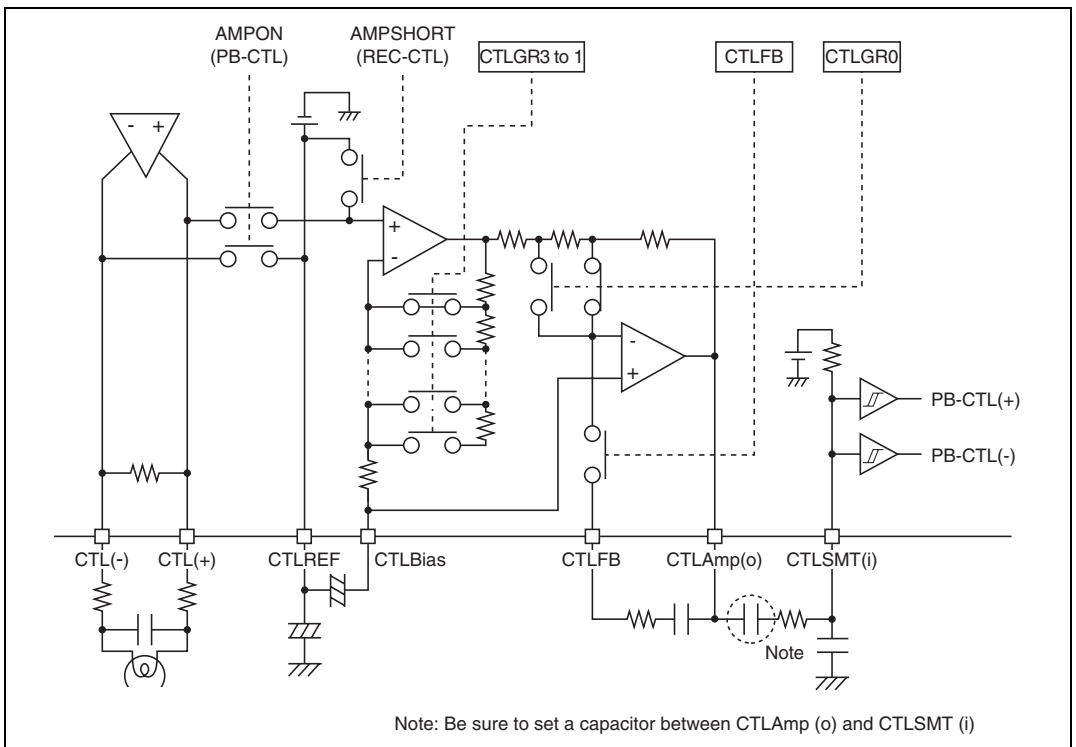 AMPON
(PB-CTL)
AMPSHORT
(REC-CTL)
CTLGR3 to 1
CTLFB
CTLGR0
- +
+
-
-
+
PB-CTL(+)
PB-CTL(-)
CTL(-)
CTL(+)
CTLREF
CTLBias
CTLFB
CTLAmp(o)
CTLSMT(i)
Note
Note: Be sure to set a capacitor between CTLAmp (o) and CTLSMT (i)